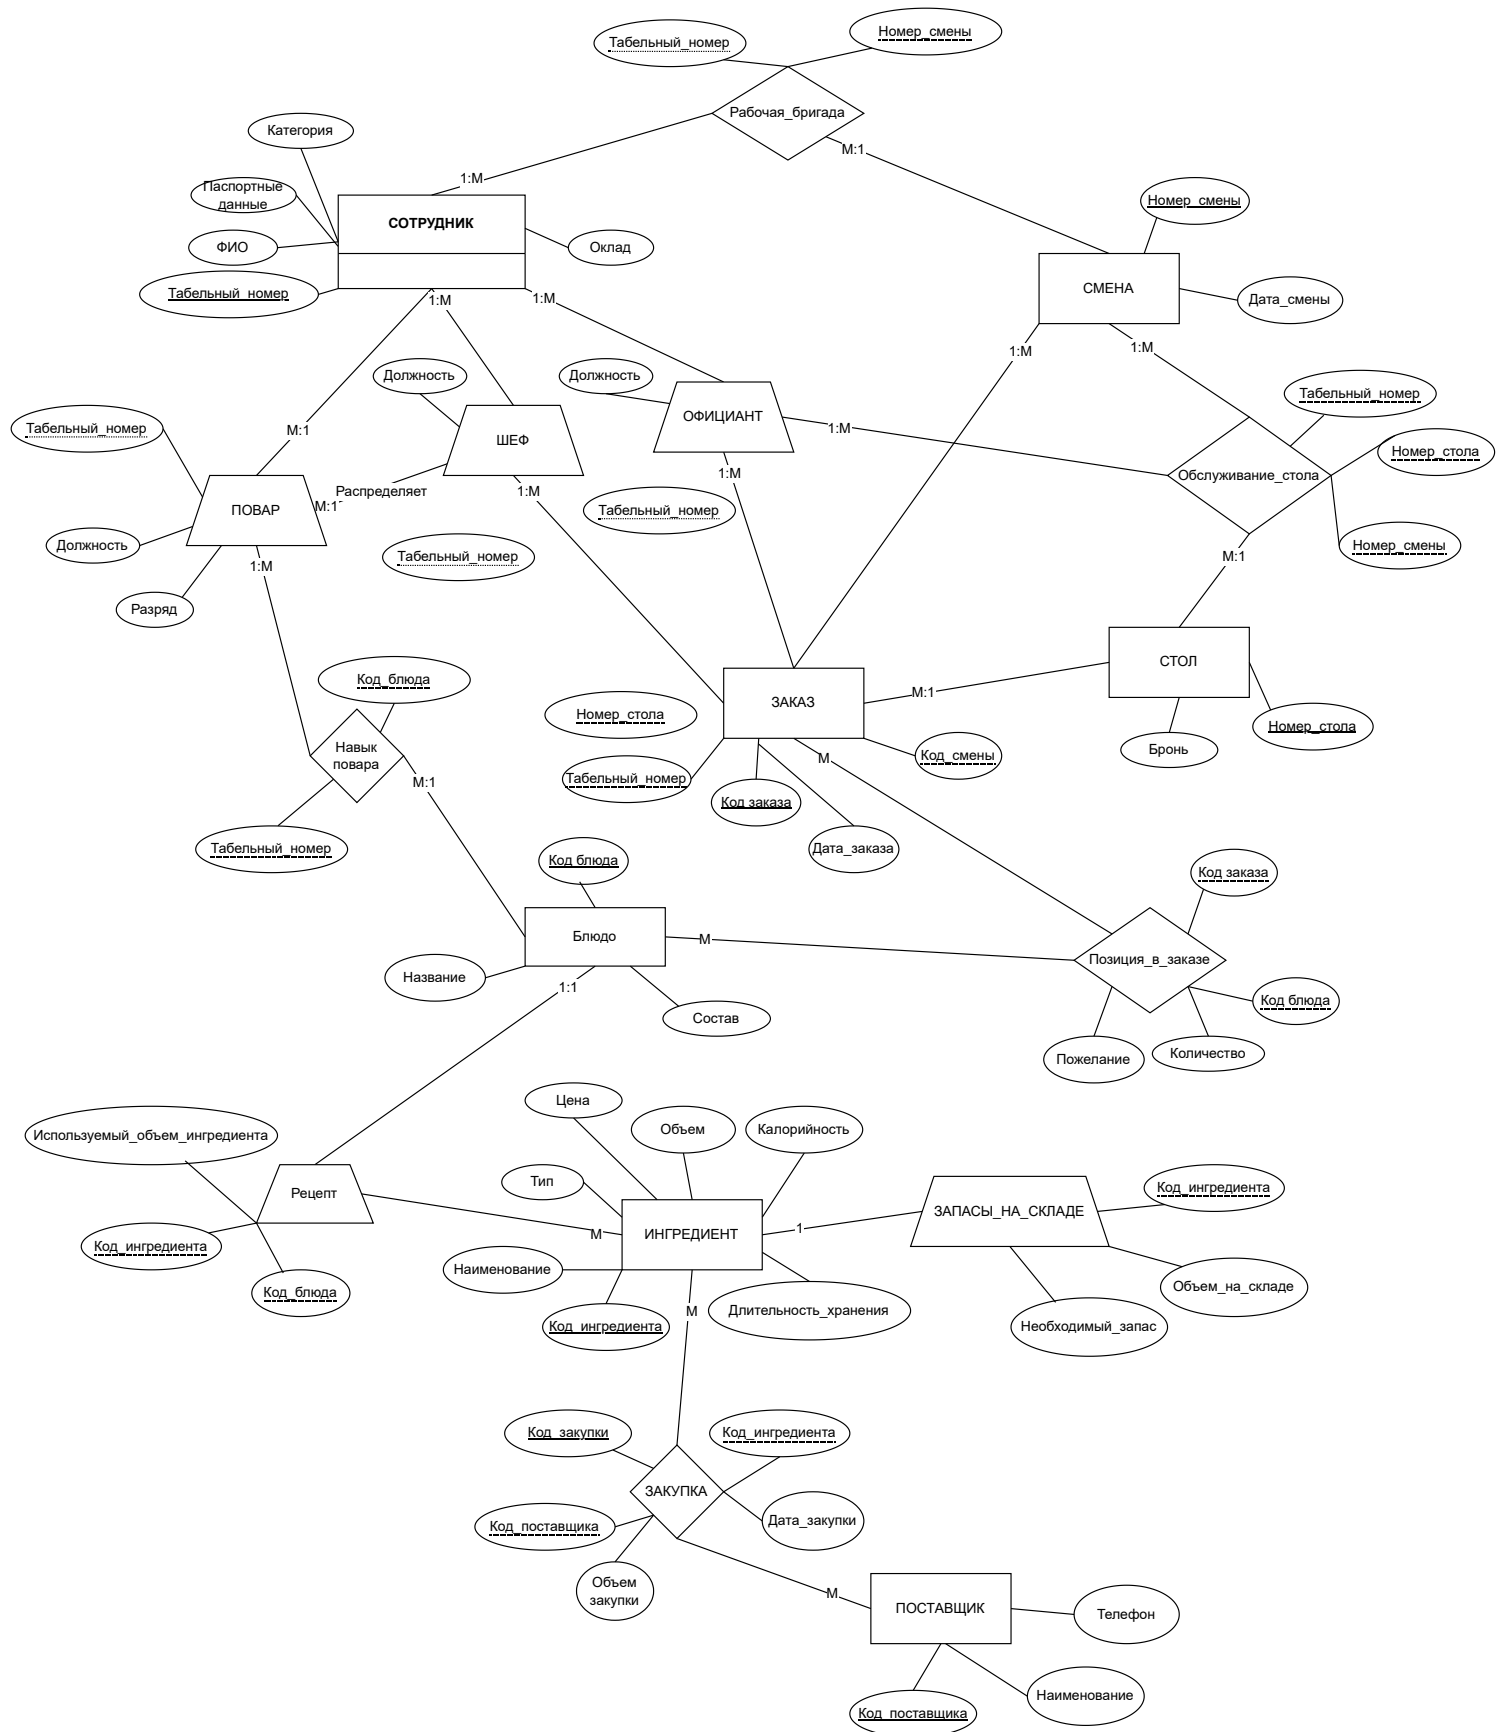 Номер_смены
Табельный_номер
Рабочая_бригада
Категория
M:1
1:M
Паспортные
данные
Номер_смены
СОТРУДНИК
ФИО
Оклад
СМЕНА
Табельный_номер
1:M
1:M
Дата_смены
1:M
1:M
Должность
Должность
Табельный_номер
ОФИЦИАНТ
Табельный_номер
M:1
ШЕФ
1:M
Номер_стола
1:M
Обслуживание_стола
Распределяет
1:M
M:1
ПОВАР
Табельный_номер
Должность
Номер_смены
Табельный_номер
M:1
1:M
Разряд
СТОЛ
Код_блюда
M:1
ЗАКАЗ
Номер_стола
Номер_стола
Навык
повара
Бронь
Код_смены
M
Табельный_номер
M:1
Код заказа
Табельный_номер
Дата_заказа
Код блюда
Код заказа
Блюдо
M
Позиция_в_заказе
Название
1:1
Код блюда
Состав
Количество
Пожелание
Цена
Объем
Калорийность
Используемый_объем_ингредиента
Тип
Код_ингредиента
Рецепт
ЗАПАСЫ_НА_СКЛАДЕ
M
ИНГРЕДИЕНТ
1
Код_ингредиента
Наименование
Объем_на_складе
Код_блюда
M
Длительность_хранения
Код_ингредиента
Необходимый_запас
Код_закупки
Код_ингредиента
ЗАКУПКА
Дата_закупки
Код_поставщика
Объем
закупки
M
ПОСТАВЩИК
Телефон
Наименование
Код_поставщика